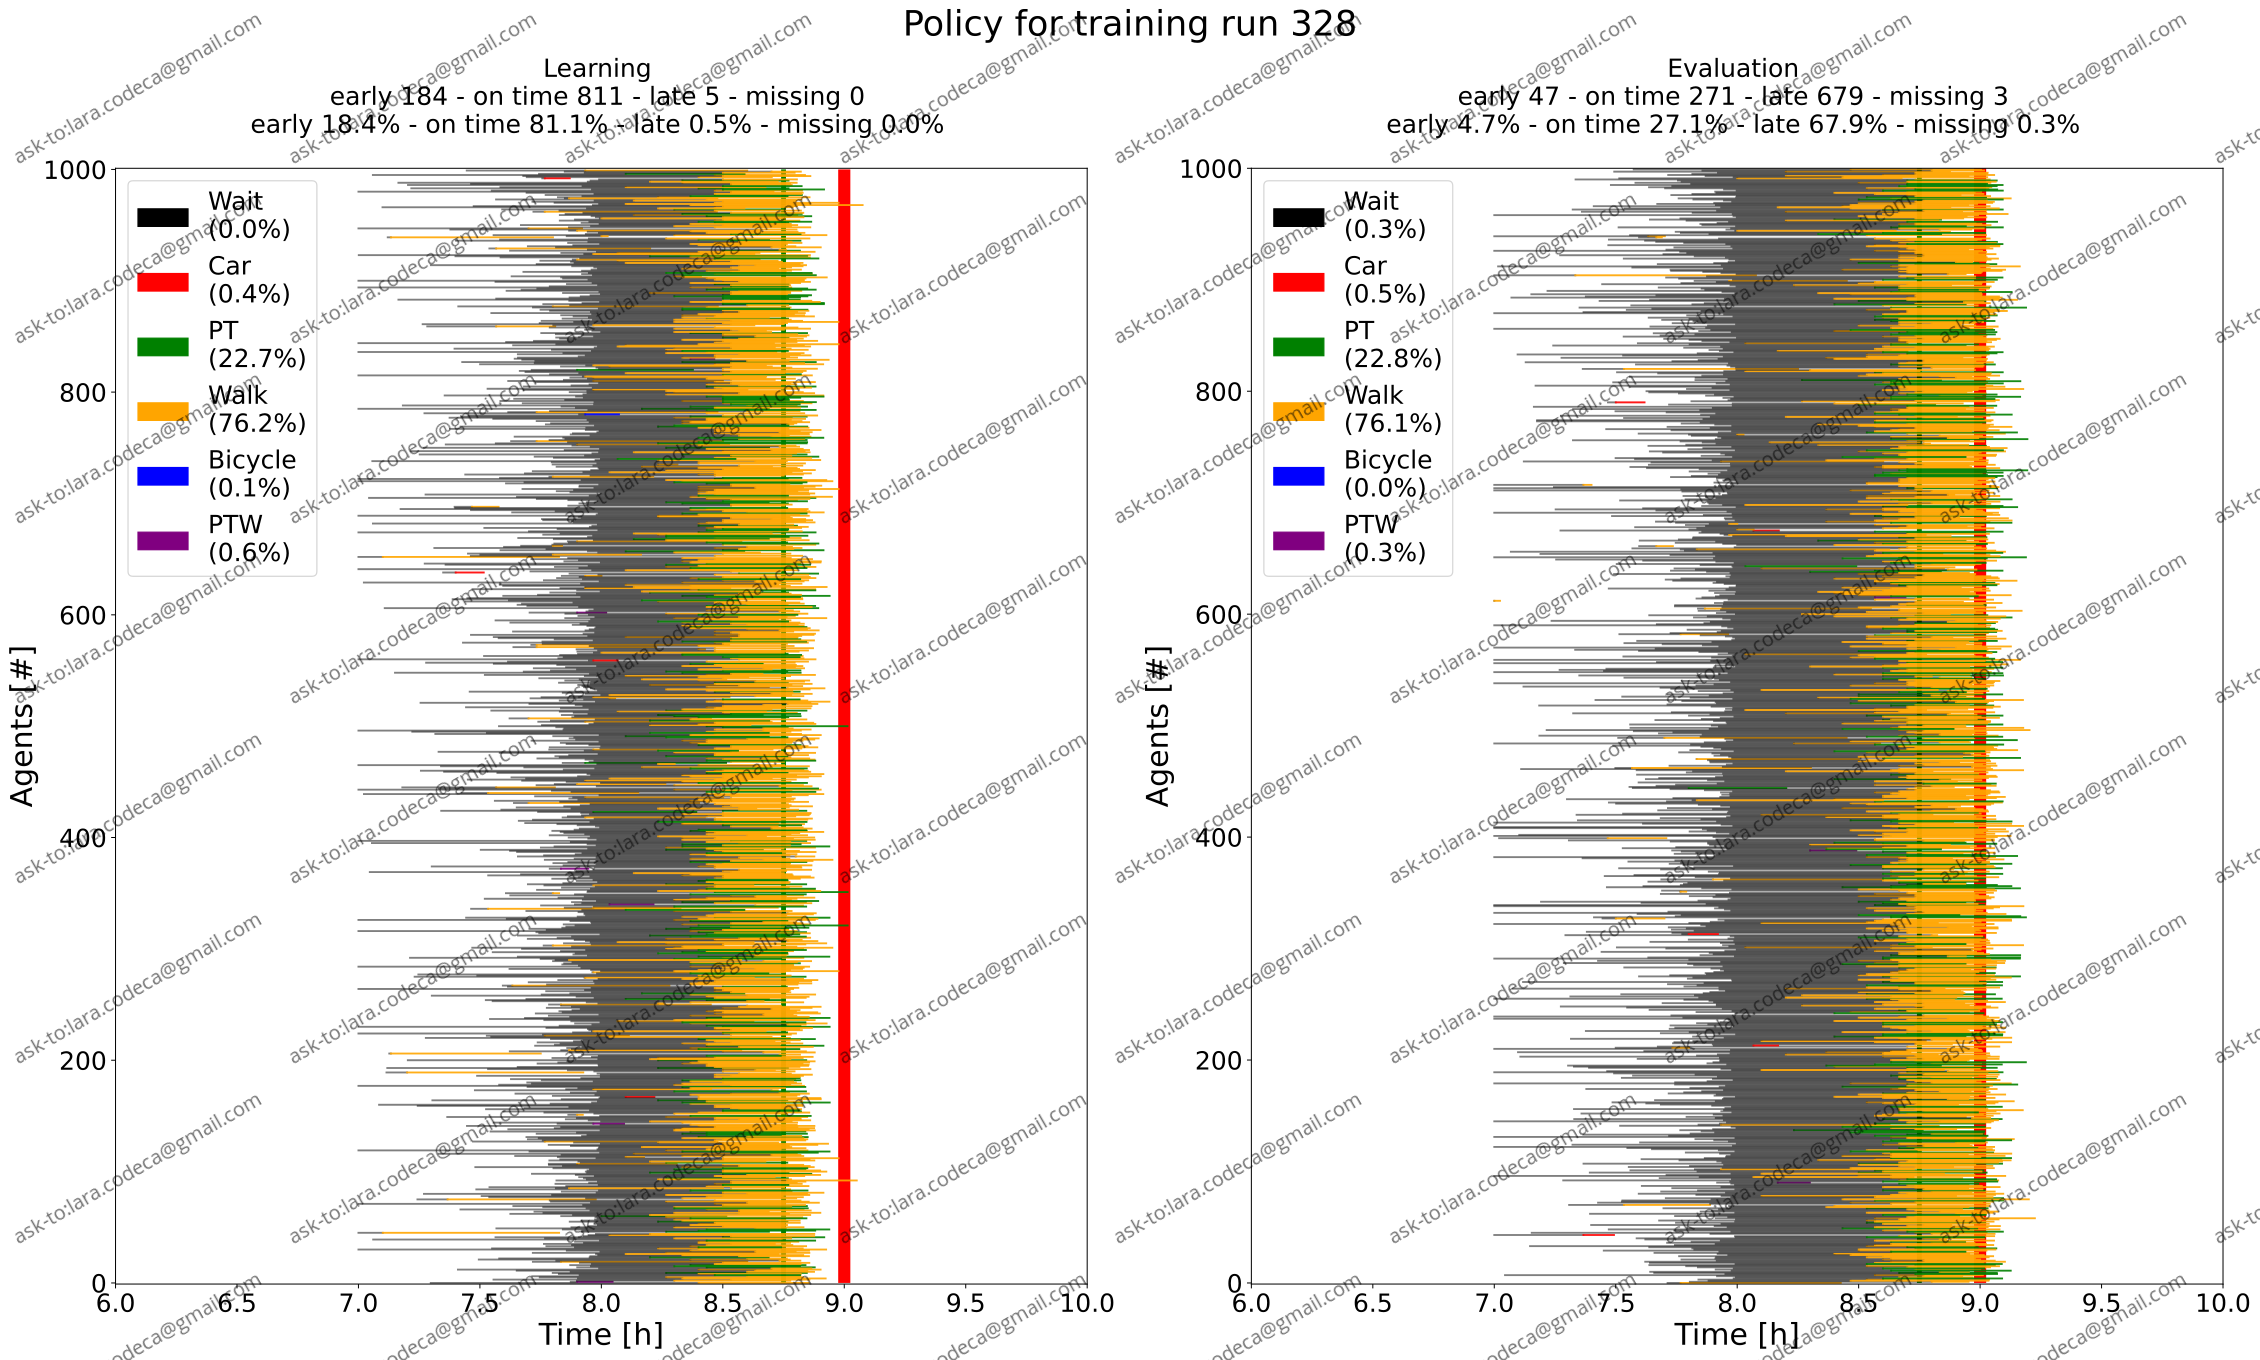 Policy for training run 328
Learning
early 184 - on time 811 - late 5 - missing 0
early 18.4% - on time 81.1% - late 0.5% - missing 0.0%
Agents [#]
1000
800
600
400
200
0
Wait
(0.0%)
Car
(0.4%)
PT
(22.7%)
Walk
(76.2%)
Bicycle
(0.1%)
PTW
(0.6%)
6.0 6.5 7.0 7.5 8.0 8.5 9.0 9.5 10.0
Time [h]
Evaluation
early 47 - on time 271 - late 679 - missing 3
early 4.7% - on time 27.1% - late 67.9% - missing 0.3%
Agents [#]
1000
800
600
400
200
0
Wait
(0.3%)
Car
(0.5%)
PT
(22.8%)
Walk
(76.1%)
Bicycle
(0.0%)
PTW
(0.3%)
6.0 6.5 7.0 7.5 8.0 8.5 9.0 9.5 10.0
Time [h]
ask-to:lara.codeca@gmail.com